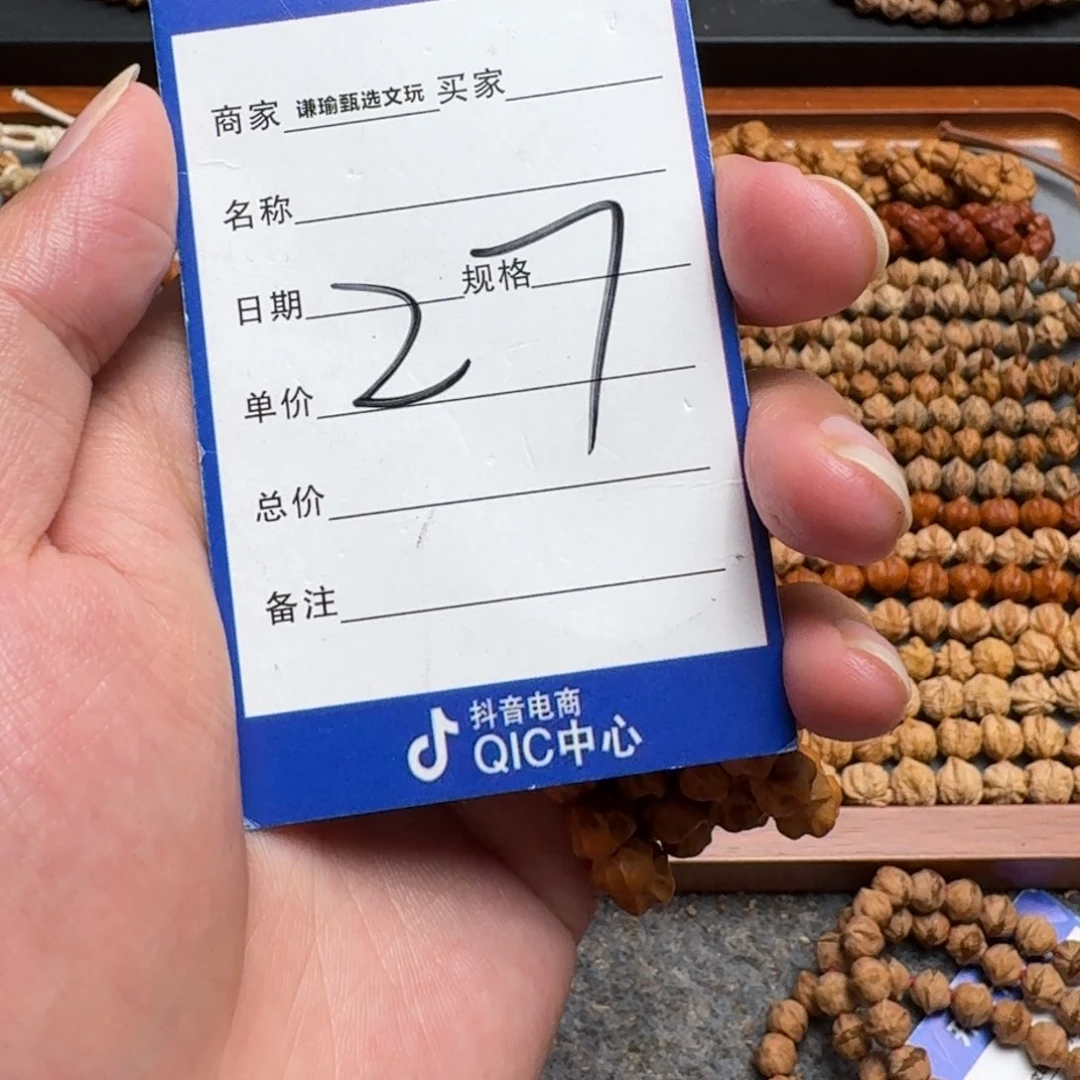 商家 谦瑜甄选文玩 买家
名称
27
日期 规格
单价
总价
备注
抖音电商
QIC中心